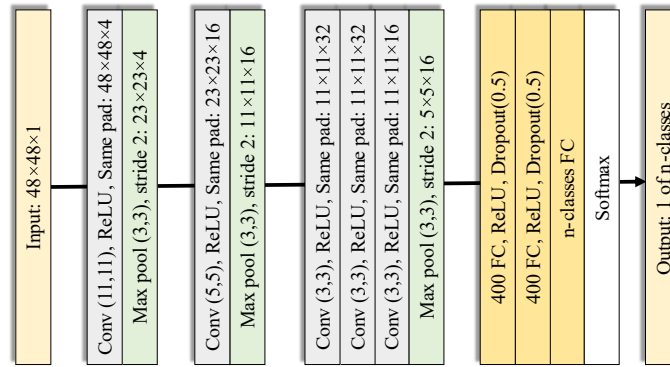 Input: 48×48×1
Conv (11,11), ReLU, Same pad: 48×48×4
Max pool (3,3), stride 2: 23×23×4
Conv (5,5), ReLU, Same pad: 23×23×16
Max pool (3,3), stride 2: 11×11×16
Conv (3,3), ReLU, Same pad: 11×11×32
Conv (3,3), ReLU, Same pad: 11×11×32
Conv (3,3), ReLU, Same pad: 11×11×16
Max pool (3,3), stride 2: 5×5×16
400 FC, ReLU, Dropout(0.5)
400 FC, ReLU, Dropout(0.5)
n-classes FC
Softmax
Output: 1 of n-classes